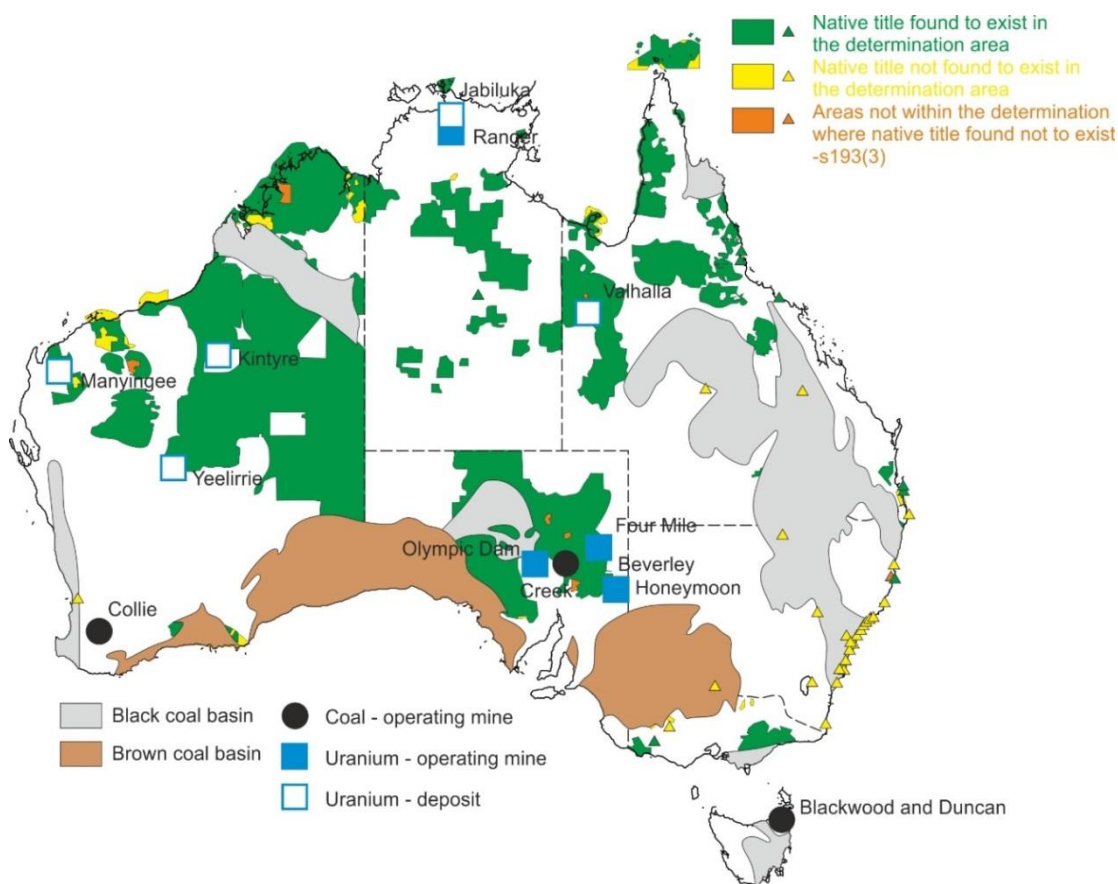 Native title found to exist in
the determination area
Native title not found to exist in
the determination area
Areas not within the determination
where native title found not to exist
-s193(3)
Jabiluka
Ranger
Valhalla
Kintyre
Manyingee
Yeelirrie
Four Mile
Olympic Dam
Beverley
Creek
Honeymoon
Collie
Black coal basin
Coal - operating mine
Brown coal basin
Uranium - operating mine
Uranium - deposit
Blackwood and Duncan